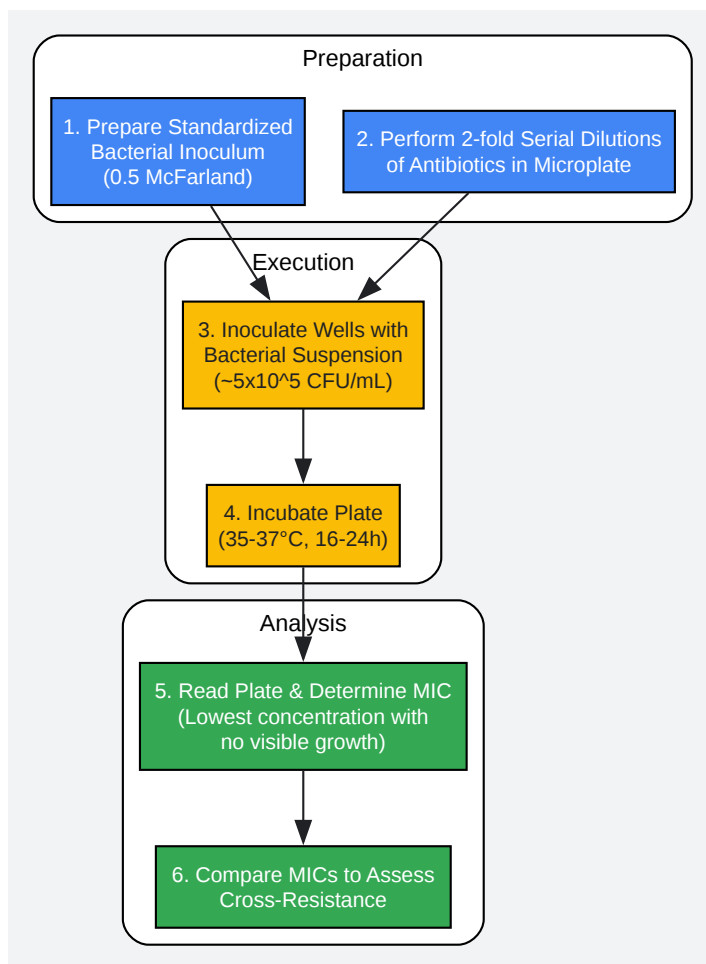 Preparation
1. Prepare Standardized
Bacterial Inoculum
(0.5 McFarland)
2. Perform 2-fold Serial Dilutions
of Antibiotics in Microplate
Execution
3. Inoculate Wells with
Bacterial Suspension
(~5x10^5 CFU/mL)
4. Incubate Plate
(35-37°C, 16-24h)
Analysis
5. Read Plate & Determine MIC
(Lowest concentration with
no visible growth)
6. Compare MICs to Assess
Cross-Resistance